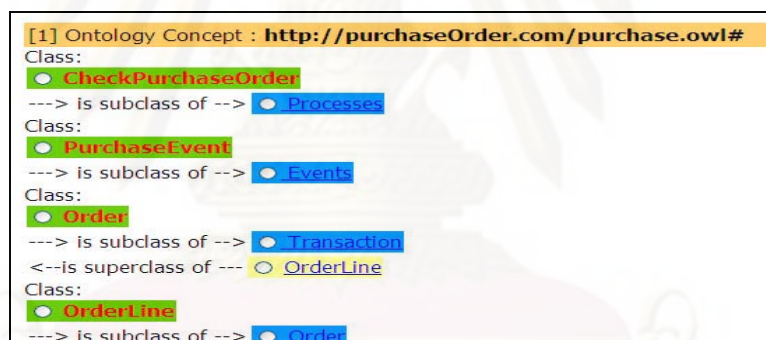 [1] Ontology Concept : http://purchaseOrder.com/purchase.owl#
Class:
CheckPurchaseOrder
---> is subclass of --> Processes
Class:
PurchaseEvent
---> is subclass of --> Events
Class:
Order
---> is subclass of --> Transaction
<--is superclass of --- OrderLine
Class:
OrderLine
---> is subclass of --> Order